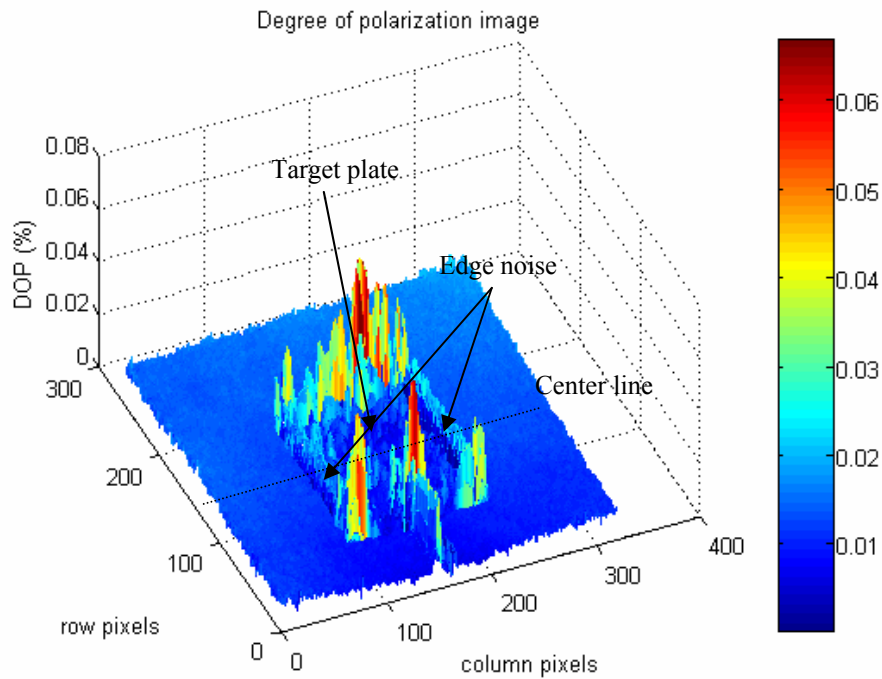 Degree of polarization image
0.08
0.06
0.04
0.02
0
DOP (%)
300
200
100
0
row pixels
0
100
200
300
400
column pixels
Target plate
Edge noise
Center line
0.06
0.05
0.04
0.03
0.02
0.01